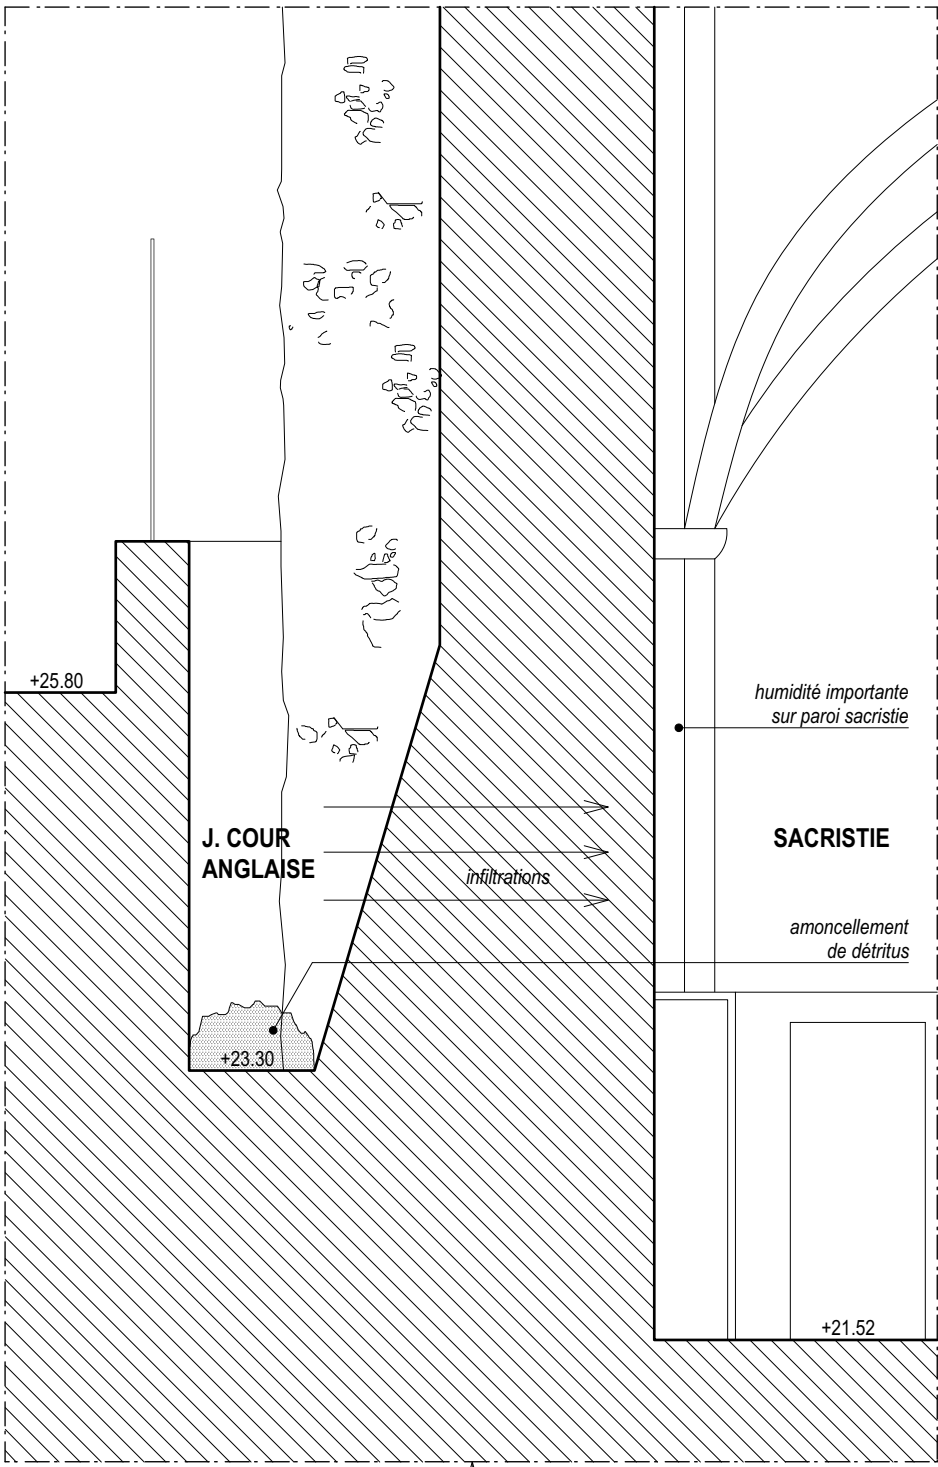 +25.80
humidité importante
sur paroi sacristie
J. COUR
ANGLAISE
SACRISTIE
infiltrations
amoncellement
de détritus
+23.30
+21.52